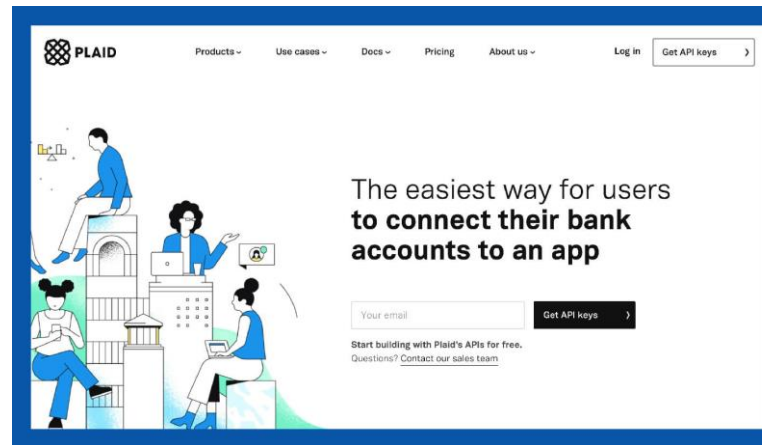 PLAID
Products
Use cases
Docs
Pricing
About us
Log in
Get API keys
The easiest way for users
to connect their bank
accounts to an app
Your email
Get API keys
Start building with Plaid's APIs for free.
Questions? Contact our sales team